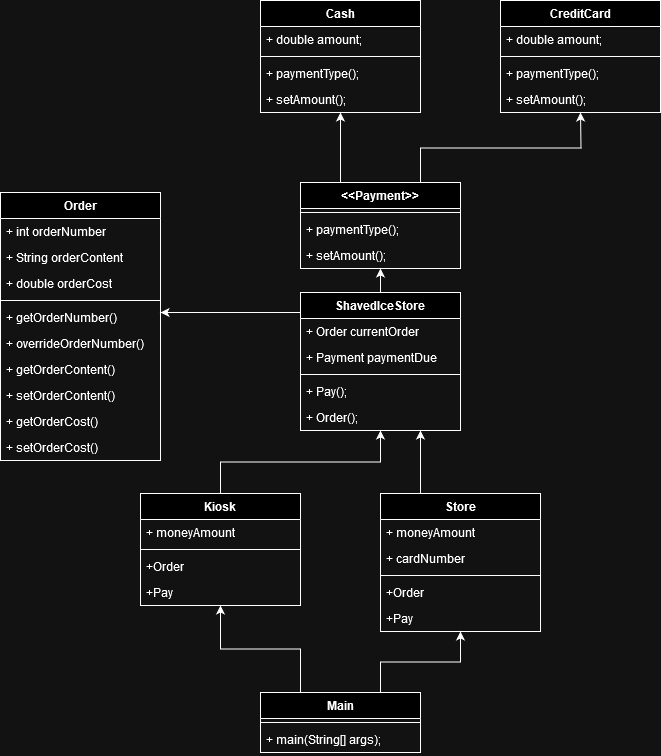 Cash
+ double amount;
+ paymentType();
+ setAmount();
CreditCard
+ double amount;
+ paymentType();
+ setAmount();
<<Payment>>
+ paymentType();
+ setAmount();
Order
+ int orderNumber
+ String orderContent
+ double orderCost
+ getOrderNumber()
+ overrideOrderNumber()
+ getOrderContent()
+ setOrderContent()
+ getOrderCost()
+ setOrderCost()
ShavedIceStore
+ Order currentOrder
+ Payment paymentDue
+ Pay();
+ Order();
Kiosk
+ moneyAmount
+Order
+Pay
Store
+ moneyAmount
+ cardNumber
+Order
+Pay
Main
+ main(String[] args);